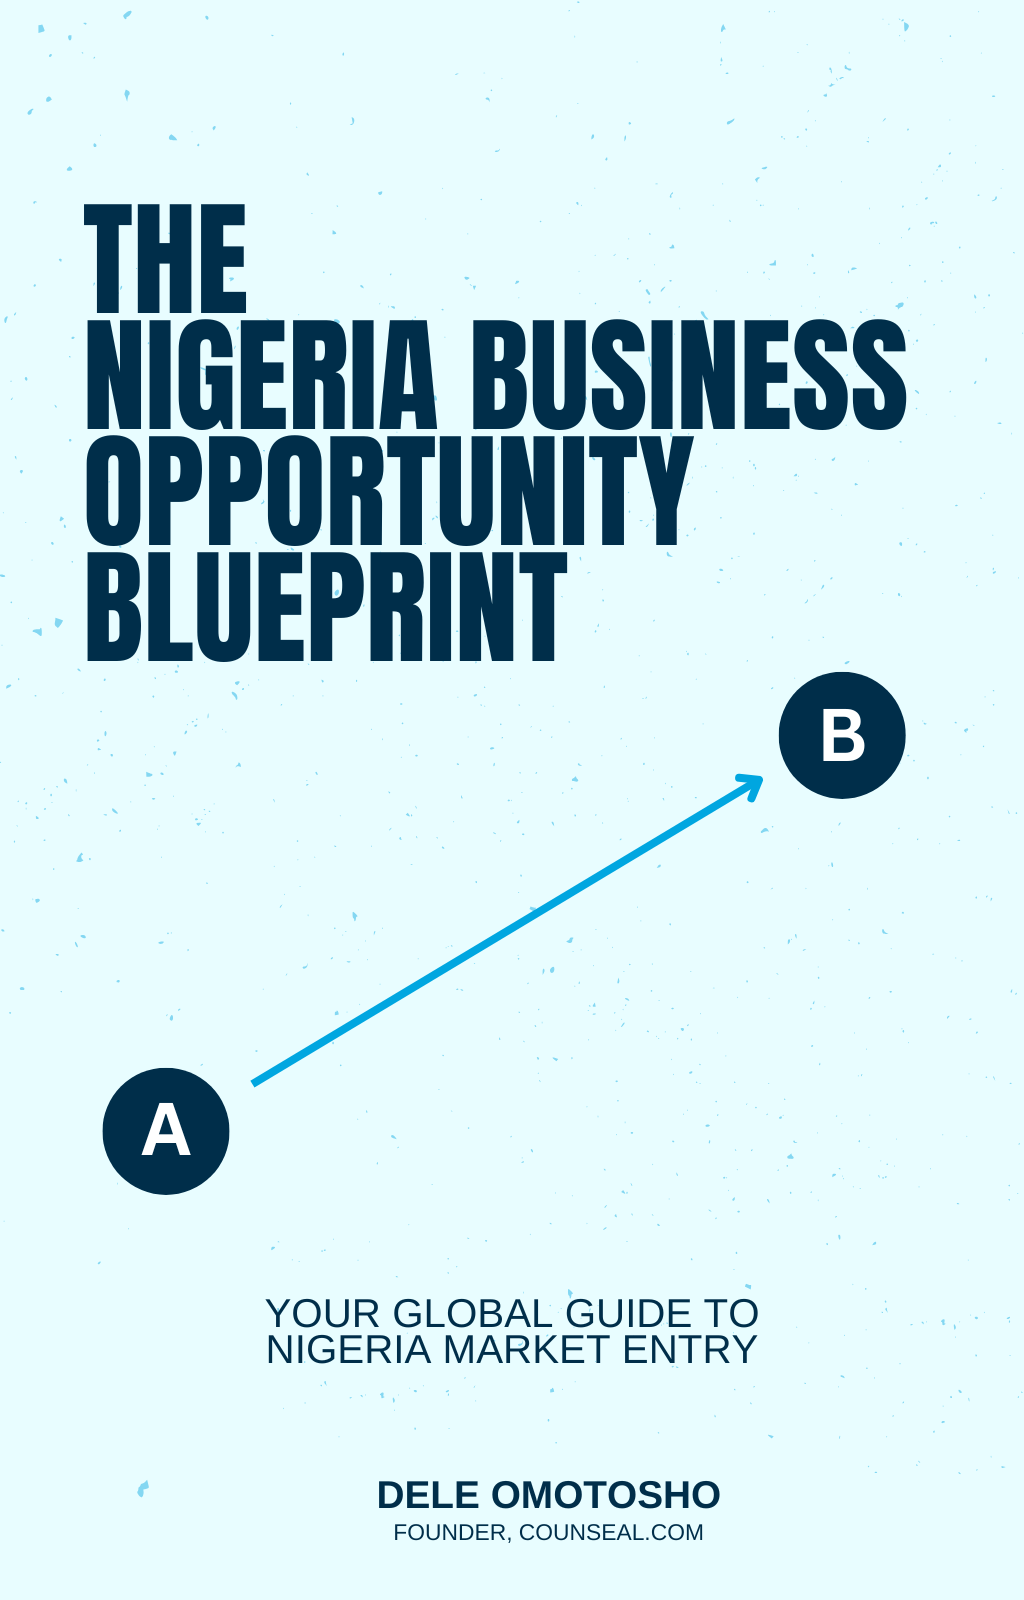 THE
NIGERIA BUSINESS
OPPORTUNITY
BLUEPRINT
B
A
YOUR GLOBAL GUIDE TO
NIGERIA MARKET ENTRY
DELE OMOTOSHO
FOUNDER, COUNSEAL.COM